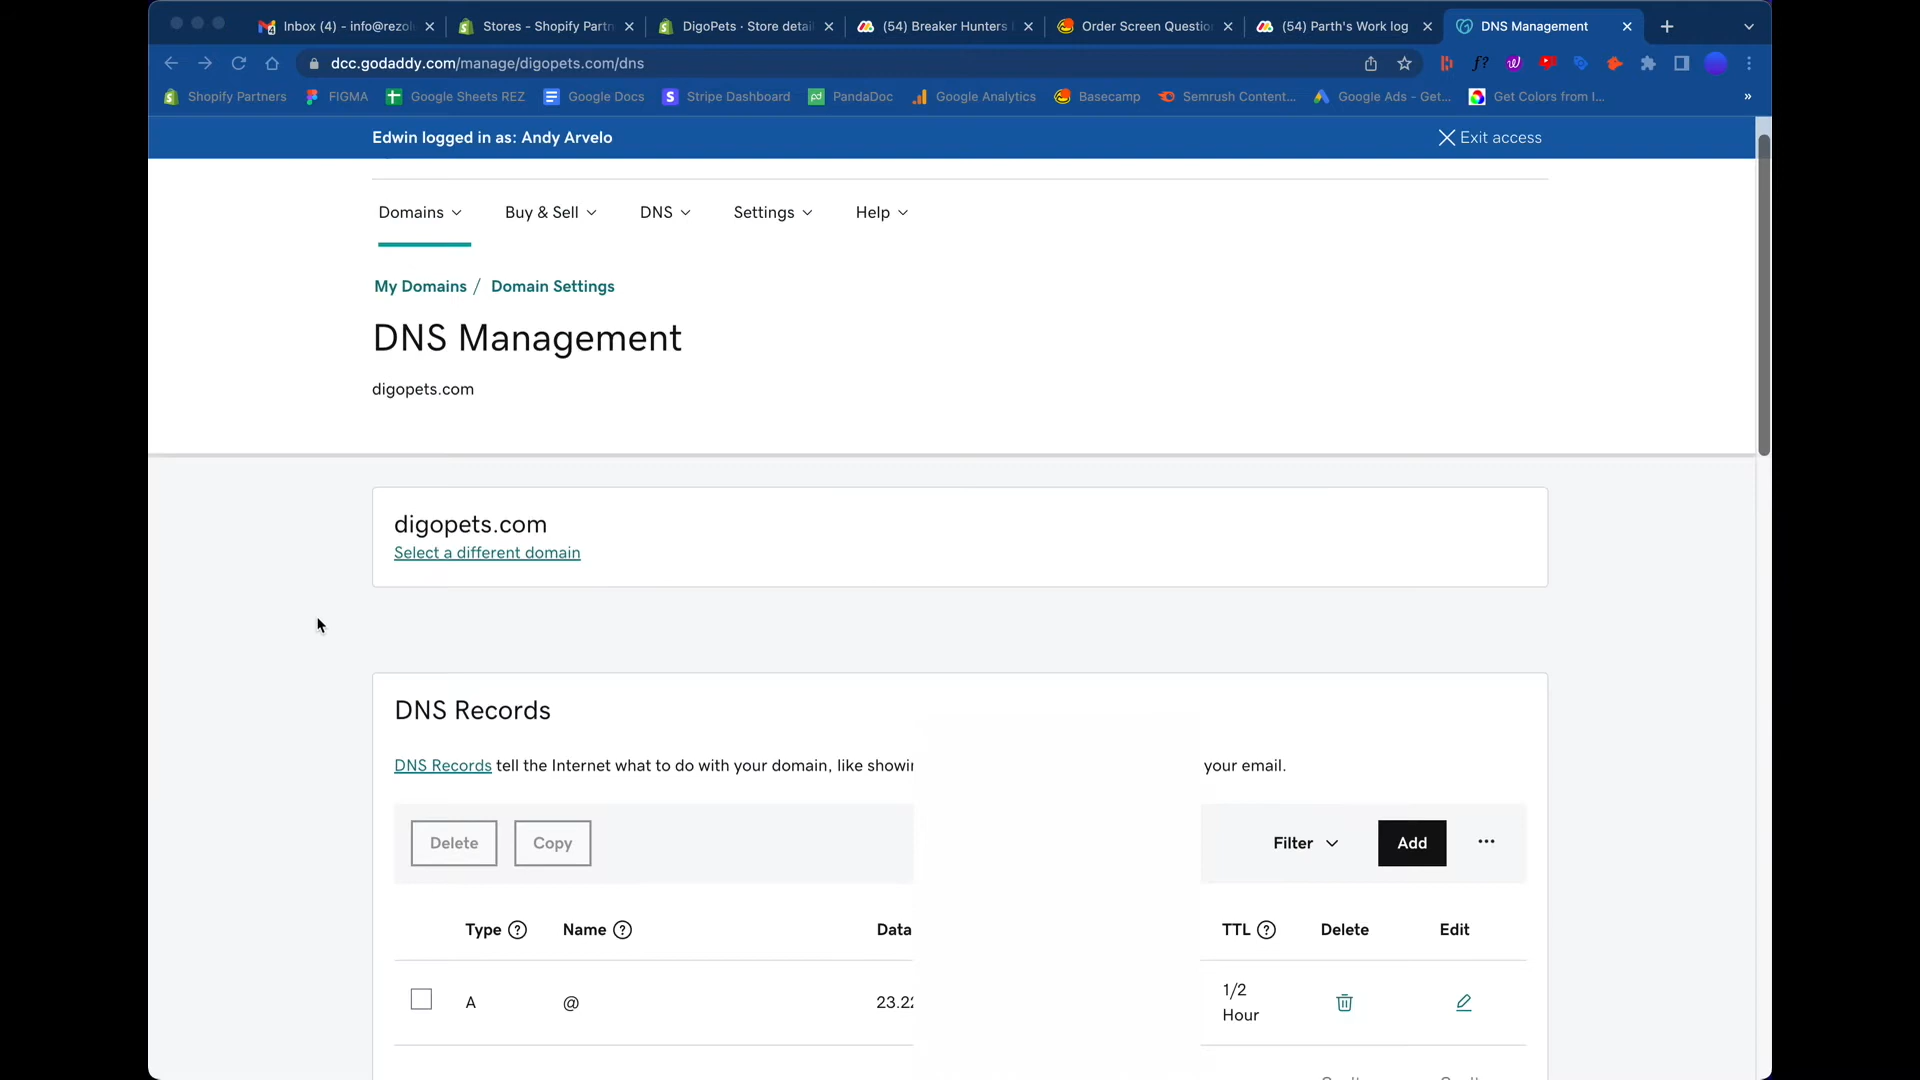 Inbox (4) - info@rezol
Stores - Shopify Partn
DigoPets · Store detail
(54) Breaker Hunters
Order Screen Question
(54) Parth's Work log
DNS Management
dcc.godaddy.com/manage/digopets.com/dns
Shopify Partners
FIGMA
Google Sheets REZ
Google Docs
Stripe Dashboard
PandaDoc
Google Analytics
Basecamp
Semrush Content...
Google Ads - Get...
Get Colors from I...
»
Edwin logged in as: Andy Arvelo
Exit access
Domains
Buy & Sell
DNS
Settings
Help
My Domains / Domain Settings
DNS Management
digopets.com
digopets.com
Select a different domain
DNS Records
DNS Records tell the Internet what to do with your domain, like showin
your email.
Delete
Copy
Filter
Add
Type
Name
Data
TTL
Delete
Edit
A
@
23.22
1/2
Hour